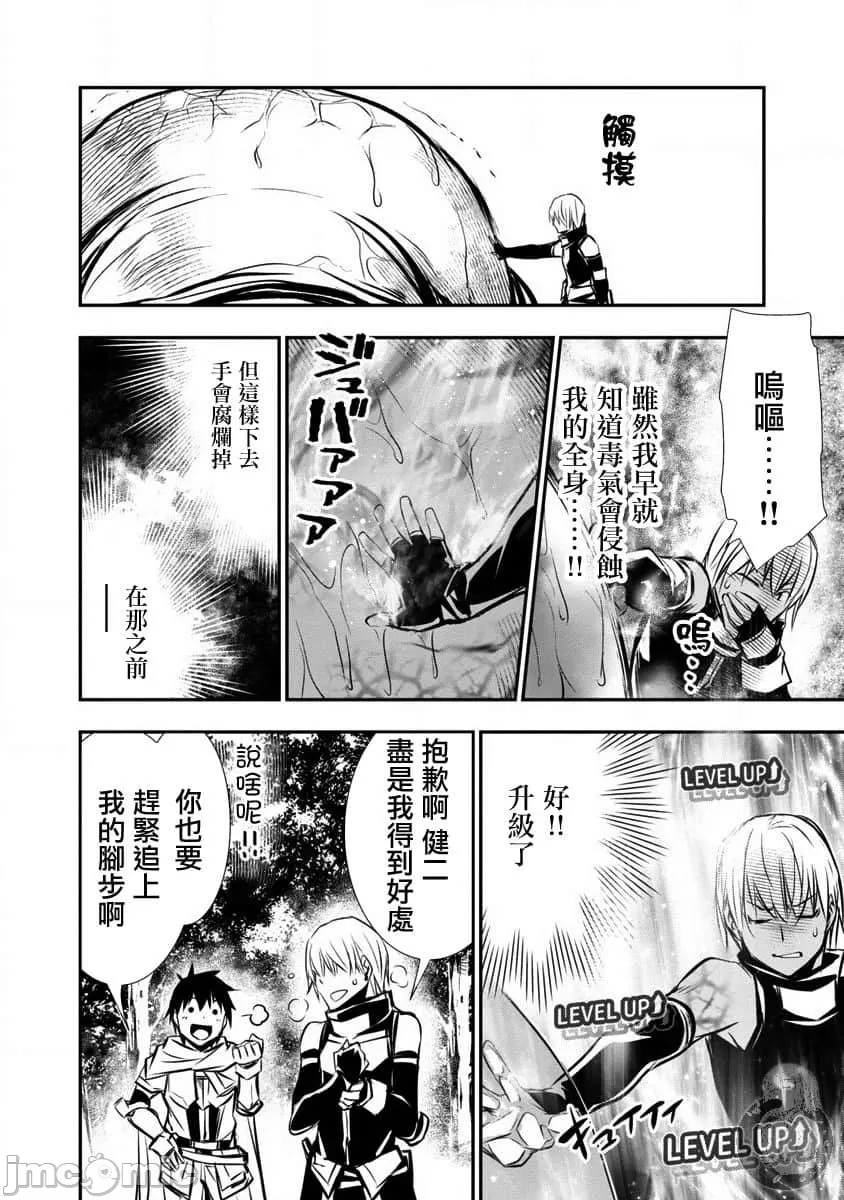 觸摸
嗚嘔……!!
雖然我早就
知道毒氣會侵蝕
我的全身……!!
嗚…
ジュバァァァァ
但這樣下去
手會腐爛掉
在那之前
——
LEVEL UP
好!!
升級了
LEVEL UP
LEVEL UP
キュイイィ
抱歉啊 健二
盡是我得到好處
說啥呢!!
你也要
趕緊追上
我的腳步啊
jmcomic